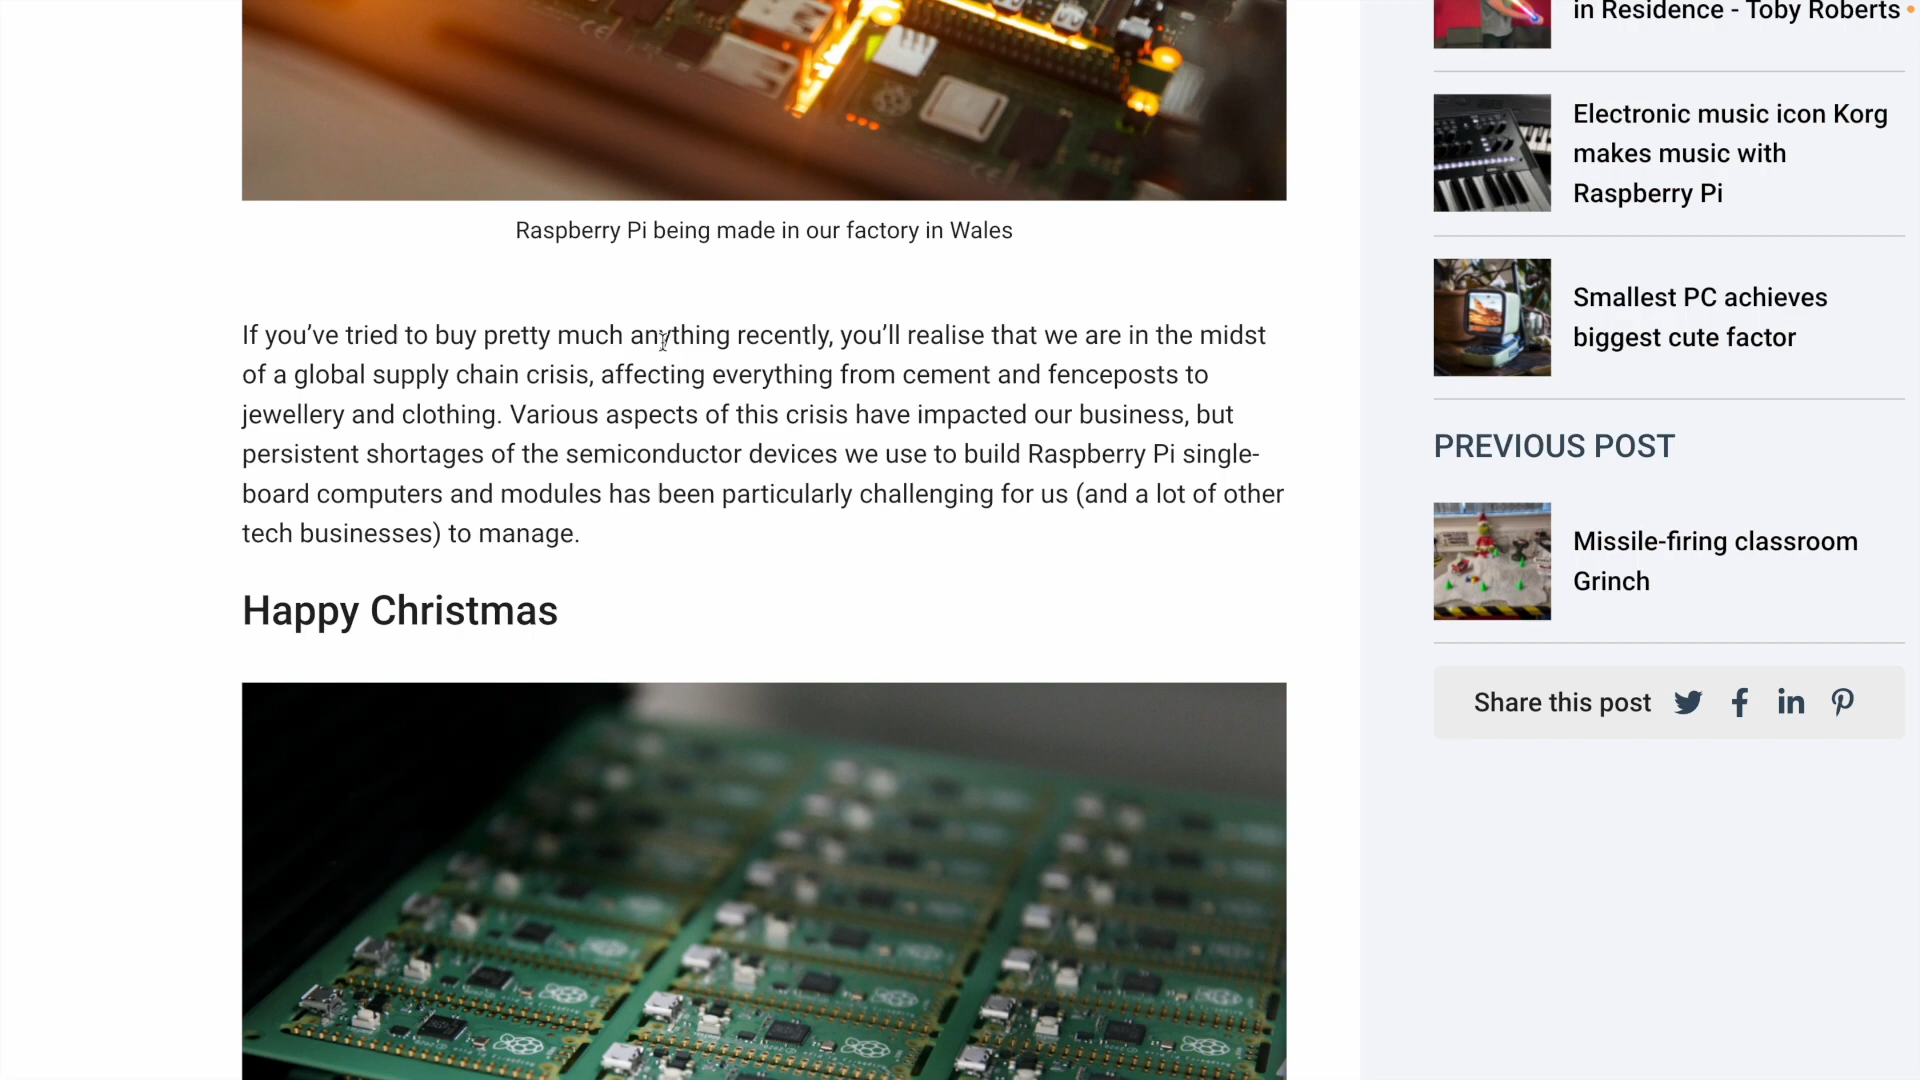 Raspberry Pi being made in our factory in Wales
If you’ve tried to buy pretty much anything recently, you’ll realise that we are in the midst
of a global supply chain crisis, affecting everything from cement and fenceposts to
jewellery and clothing. Various aspects of this crisis have impacted our business, but
persistent shortages of the semiconductor devices we use to build Raspberry Pi single-
board computers and modules has been particularly challenging for us (and a lot of other
tech businesses) to manage.
Happy Christmas
in Residence - Toby Roberts
Electronic music icon Korg
makes music with
Raspberry Pi
Smallest PC achieves
biggest cute factor
PREVIOUS POST
Missile-firing classroom
Grinch
Share this post